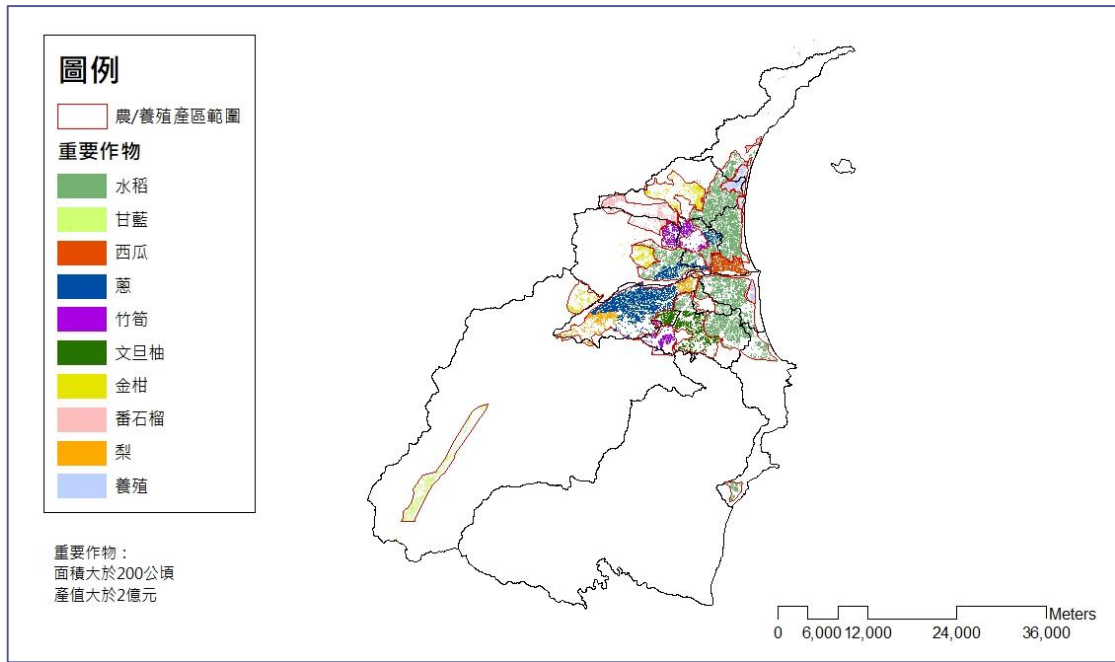 圖例
農/養殖產區範圍
重要作物
水稻
甘藍
西瓜
蔥
竹筍
文旦柚
金柑
番石榴
梨
養殖
重要作物：
面積大於200公頃
產值大於2億元
Meters
0 6,000 12,000 24,000 36,000